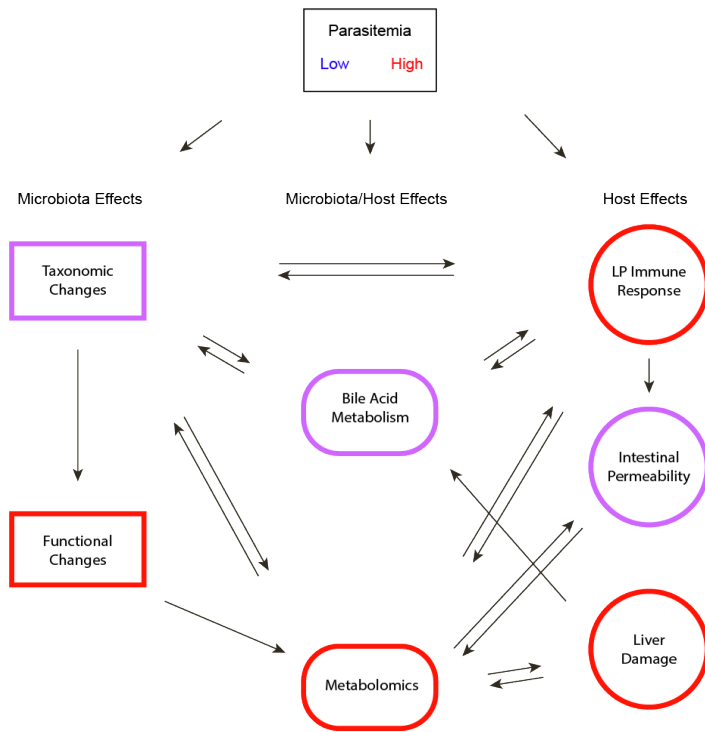 Parasitemia
Low High
Microbiota Effects
Microbiota/Host Effects
Host Effects
Taxonomic
Changes
LP Immune
Response
Bile Acid
Metabolism
Intestinal
Permeability
Functional
Changes
Liver
Damage
Metabolomics